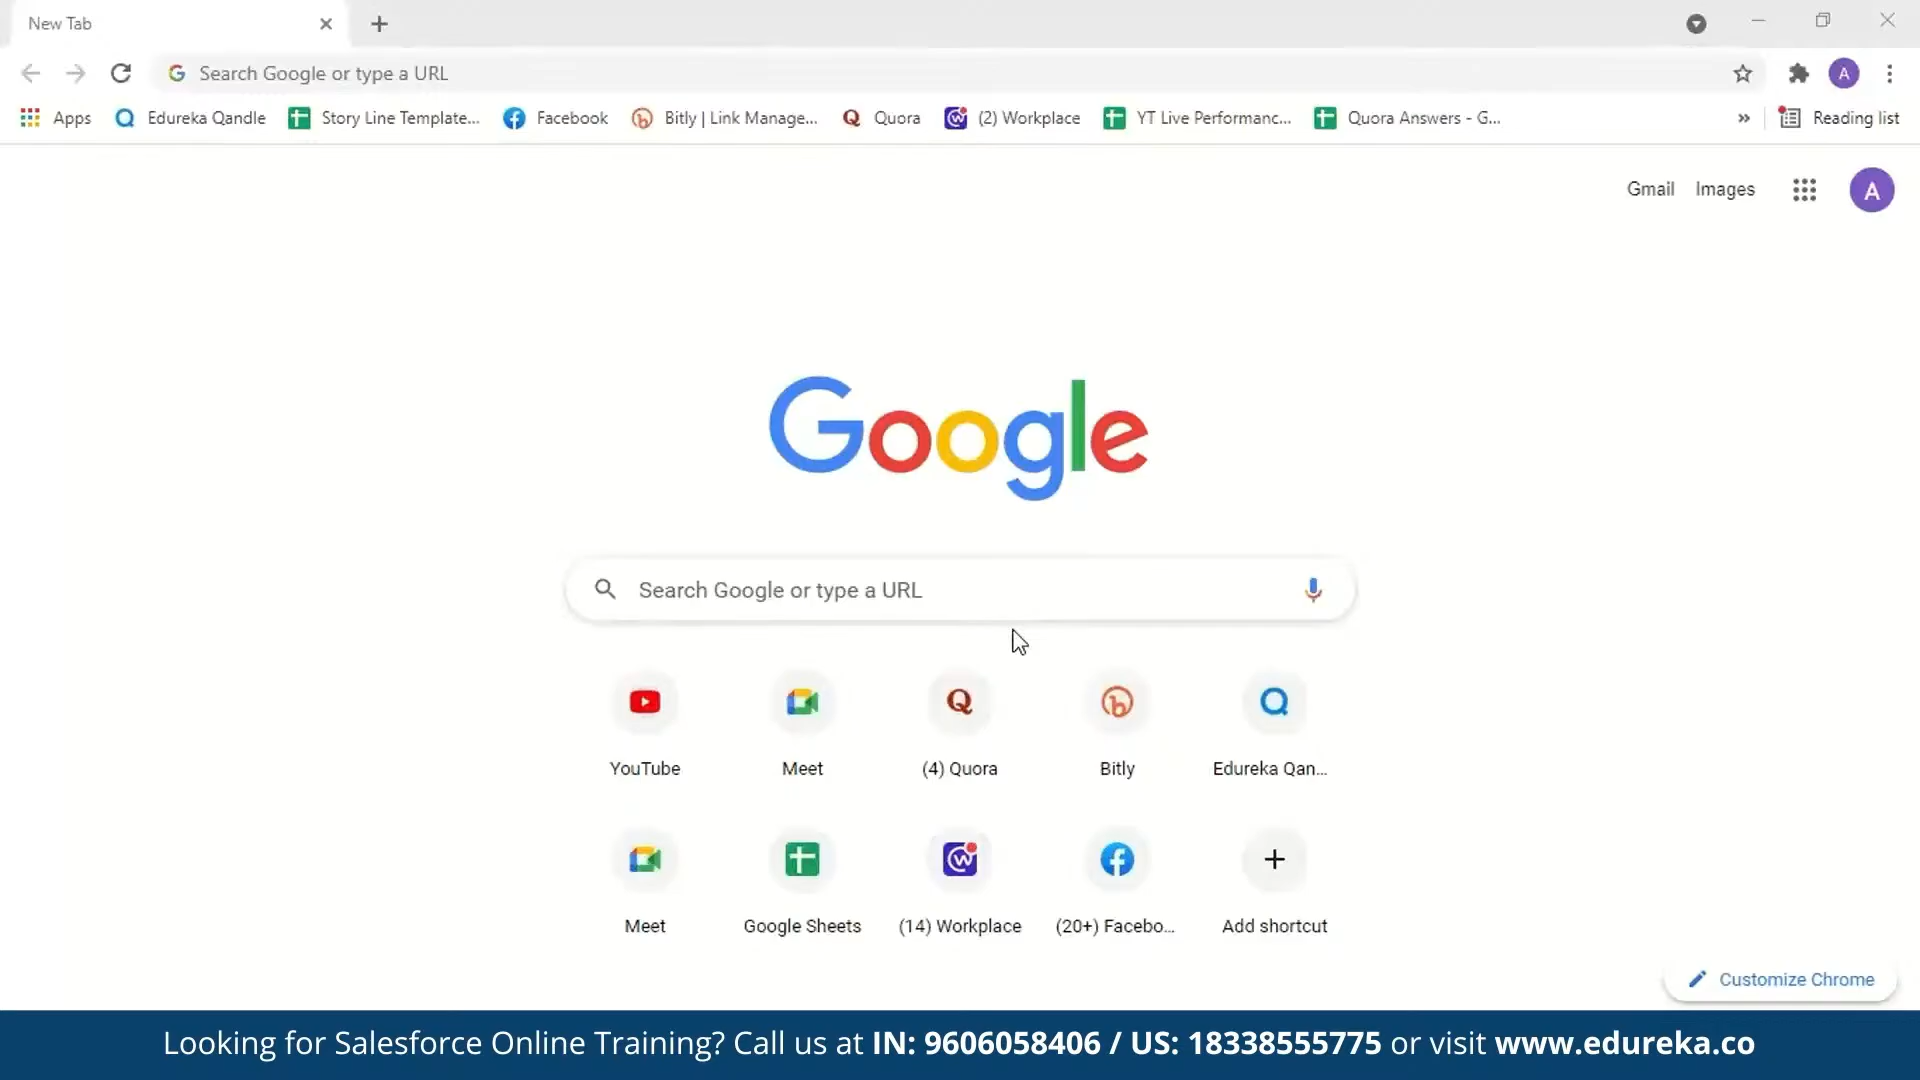 New Tab
Search Google or type a URL
Apps Edureka Qandle Story Line Template... Facebook Bitly | Link Manage... Quora (2) Workplace YT Live Performanc... Quora Answers - G... » Reading list
A
Gmail Images A
Google
Search Google or type a URL
YouTube Meet (4) Quora Bitly Edureka Qan...
Meet Google Sheets (14) Workplace (20+) Facebo... Add shortcut
Customize Chrome
Looking for Salesforce Online Training? Call us at IN: 9606058406 / US: 18338555775 or visit www.edureka.co